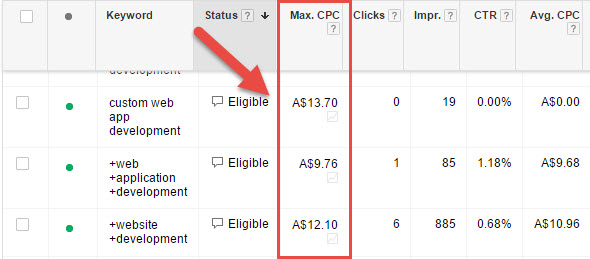 Keyword Status ? ↓ Max. CPC ? Clicks ? Impr. ? CTR ? Avg. CPC ?
development
custom web app development Eligible A$13.70 0 19 0.00% A$0.00
+web +application +development Eligible A$9.76 1 85 1.18% A$9.68
+website +development Eligible A$12.10 6 885 0.68% A$10.96